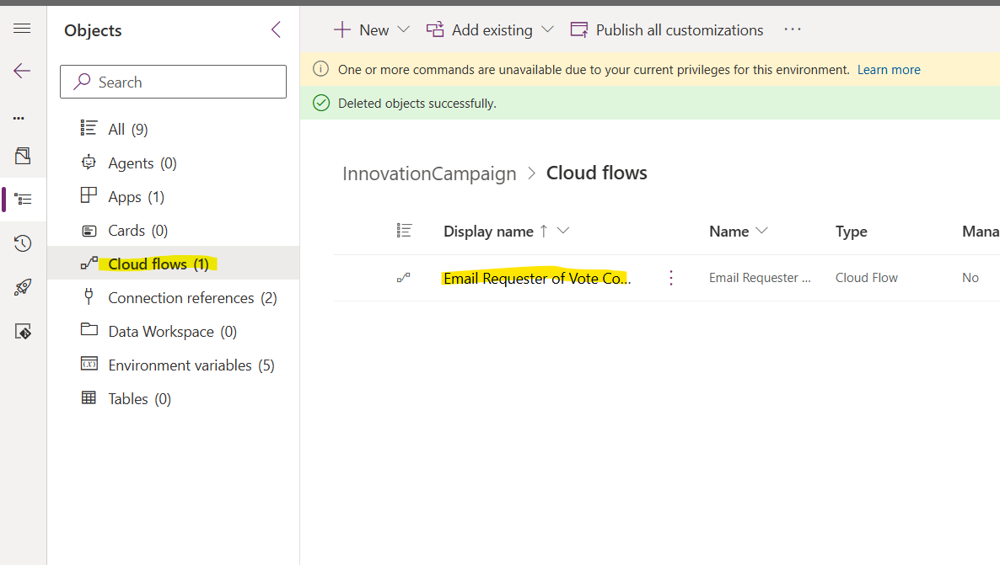 Objects
Search
All (9)
Agents (0)
Apps (1)
Cards (0)
Cloud flows (1)
Connection references (2)
Data Workspace (0)
Environment variables (5)
Tables (0)
New
Add existing
Publish all customizations
One or more commands are unavailable due to your current privileges for this environment. Learn more
Deleted objects successfully.
InnovationCampaign > Cloud flows
Display name ↑ Name Type Mana
Email Requester of Vote Co... Email Requester ... Cloud Flow No